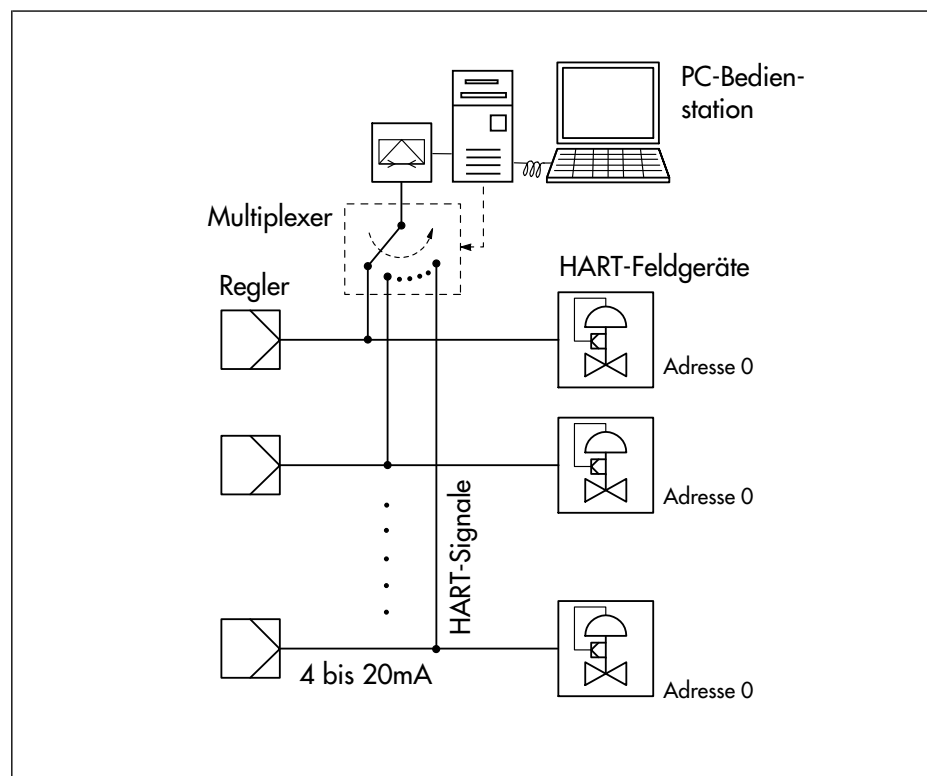 PC-Bedien-
station
Multiplexer
Regler
HART-Feldgeräte
Adresse 0
Adresse 0
HART-Signale
4 bis 20mA
Adresse 0